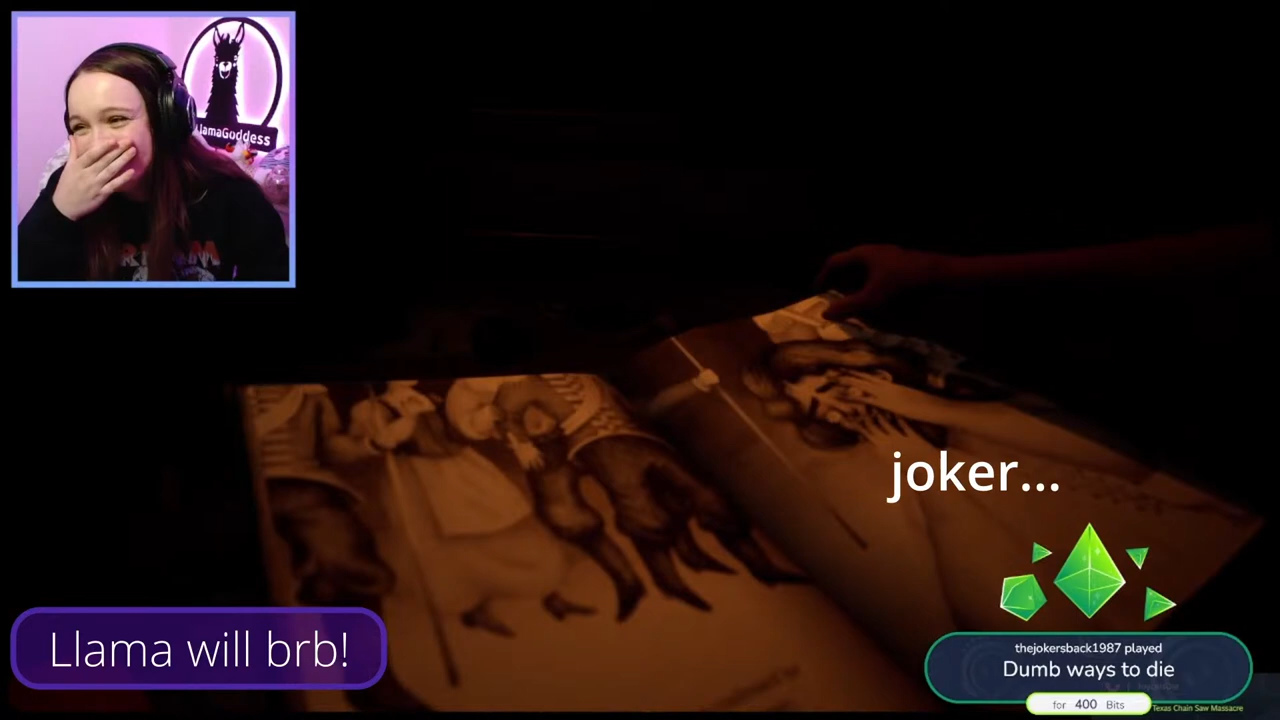 llamaGoddess
joker...
Llama will brb!
thejokersback1987 played
Dumb ways to die
for 400 Bits
Texas Chain Saw Massacre